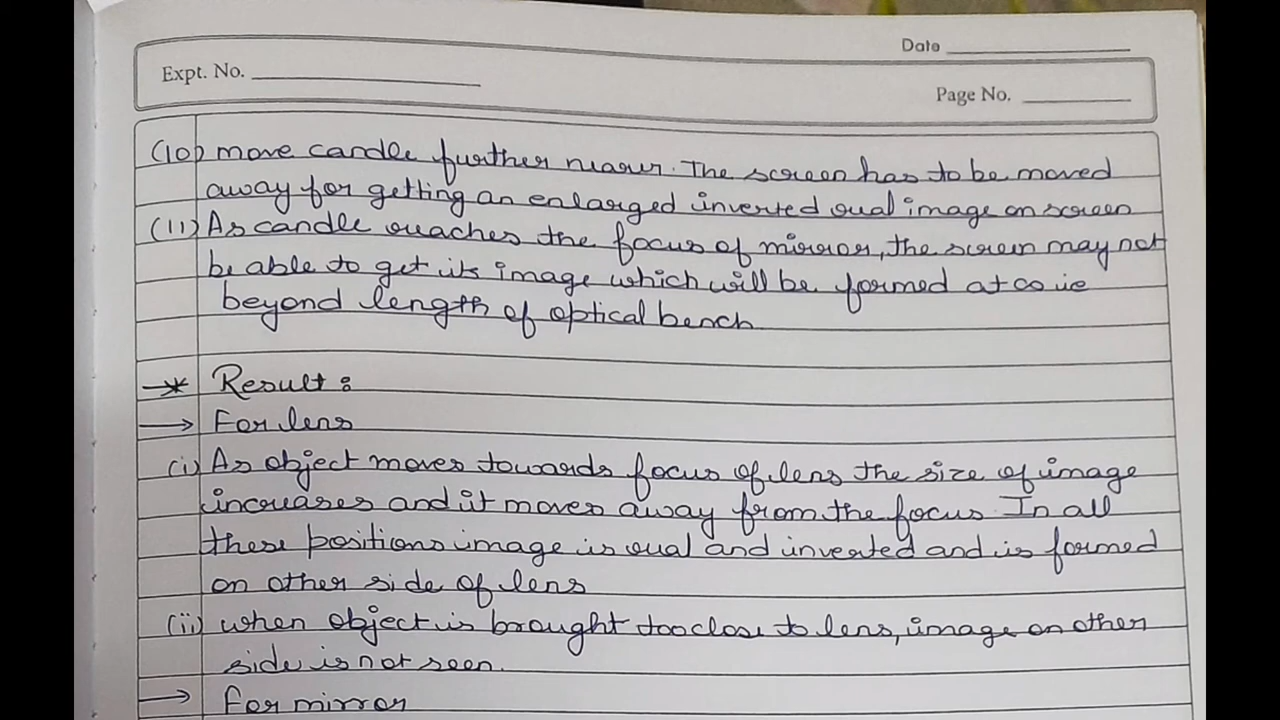 Date
Expt. No.
Page No.
(10) move candle further nearer. The screen has to be moved
away for getting an enlarged inverted real image on screen
(11) As candle reaches the focus of mirror, the screen may not
be able to get its image which will be formed at ∞ ie
beyond length of optical bench
→* Result :
→ For lens
(i) As object moves towards focus of lens the size of image
increases and it moves away from the focus. In all
these positions image is real and inverted and is formed
on other side of lens
(ii) when object is brought too close to lens, image on other
side is not seen.
→ For mirror